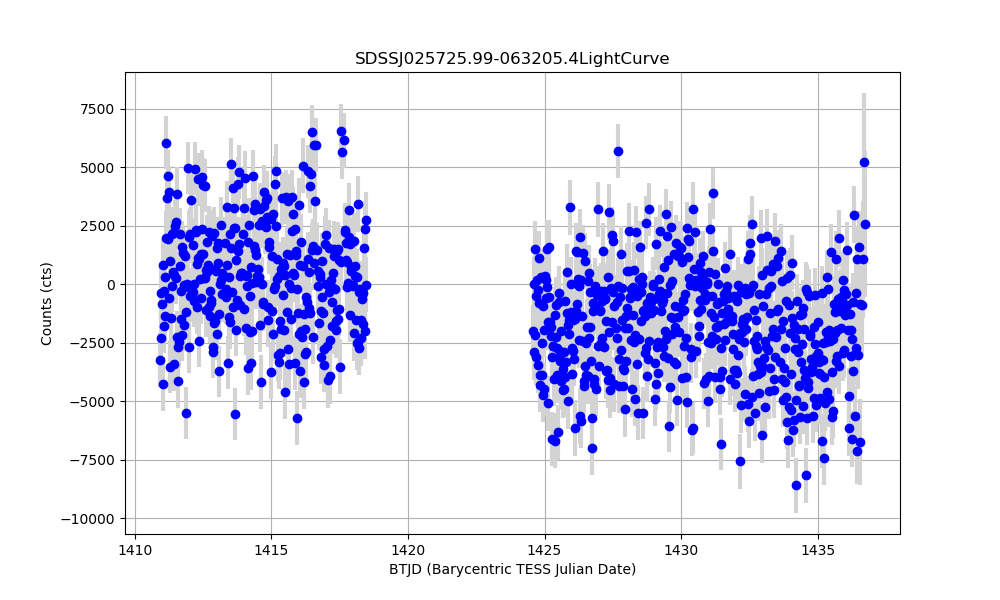 SDSSJ025725.99-063205.4LightCurve
7500
5000
2500
0
−2500
−5000
−7500
−10000
Counts (cts)
1410 1415 1420 1425 1430 1435
BTJD (Barycentric TESS Julian Date)